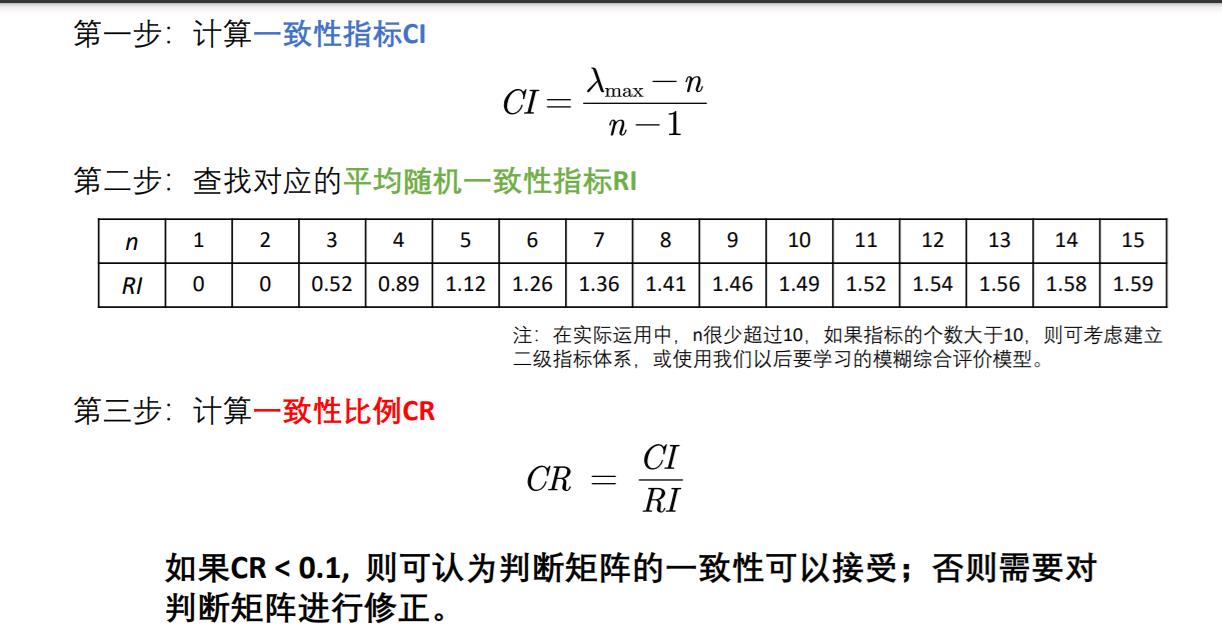 第一步：计算一致性指标CI
CI = \frac{λ_{max} − n}{n − 1}
第二步：查找对应的平均随机一致性指标RI
n 1 2 3 4 5 6 7 8 9 10 11 12 13 14 15
RI 0 0 0.52 0.89 1.12 1.26 1.36 1.41 1.46 1.49 1.52 1.54 1.56 1.58 1.59
注：在实际运用中，n很少超过10，如果指标的个数大于10，则可考虑建立
二级指标体系，或使用我们以后要学习的模糊综合评价模型。
第三步：计算一致性比例CR
CR = \frac{CI}{RI}
如果CR < 0.1, 则可认为判断矩阵的一致性可以接受；否则需要对
判断矩阵进行修正。